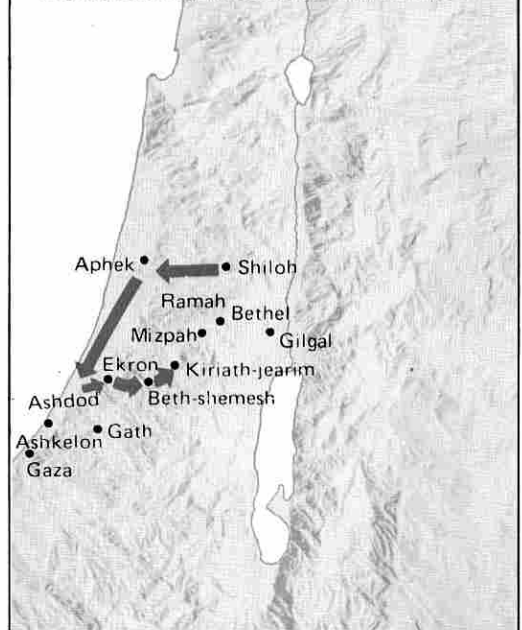 Aphek
Shiloh
Ramah
Bethel
Mizpah
Gilgal
Ekron
Kiriath-jearim
Ashdod
Beth-shemesh
Ashkelon
Gath
Gaza